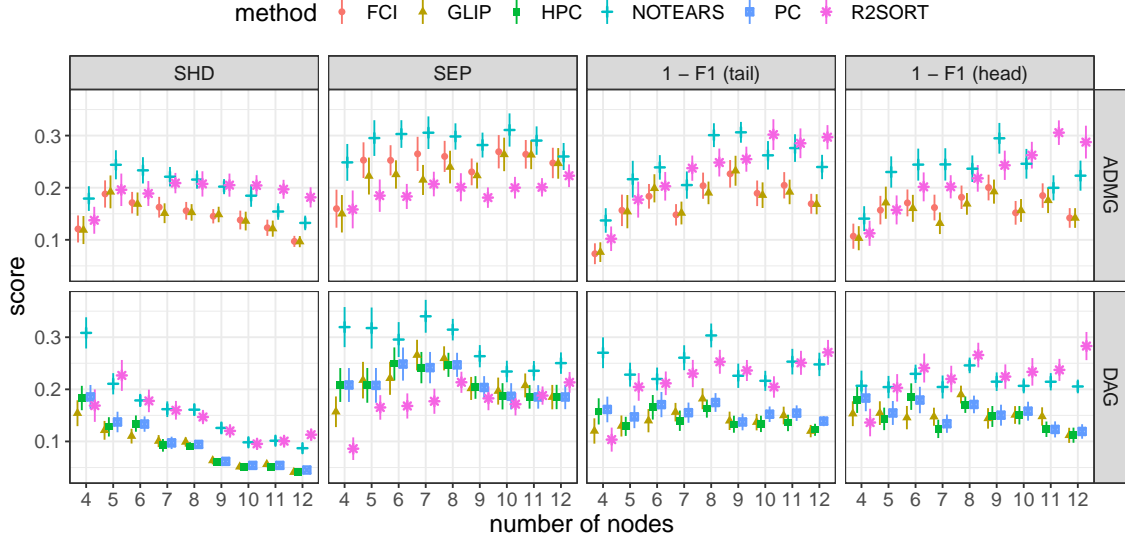 method FCI GLIP HPC NOTEARS PC R2SORT
SHD SEP 1 − F1 (tail) 1 − F1 (head)
0.3
0.2
0.1
ADMG
score
0.3
0.2
0.1
DAG
4 5 6 7 8 9 10 11 12 4 5 6 7 8 9 10 11 12 4 5 6 7 8 9 10 11 12 4 5 6 7 8 9 10 11 12
number of nodes